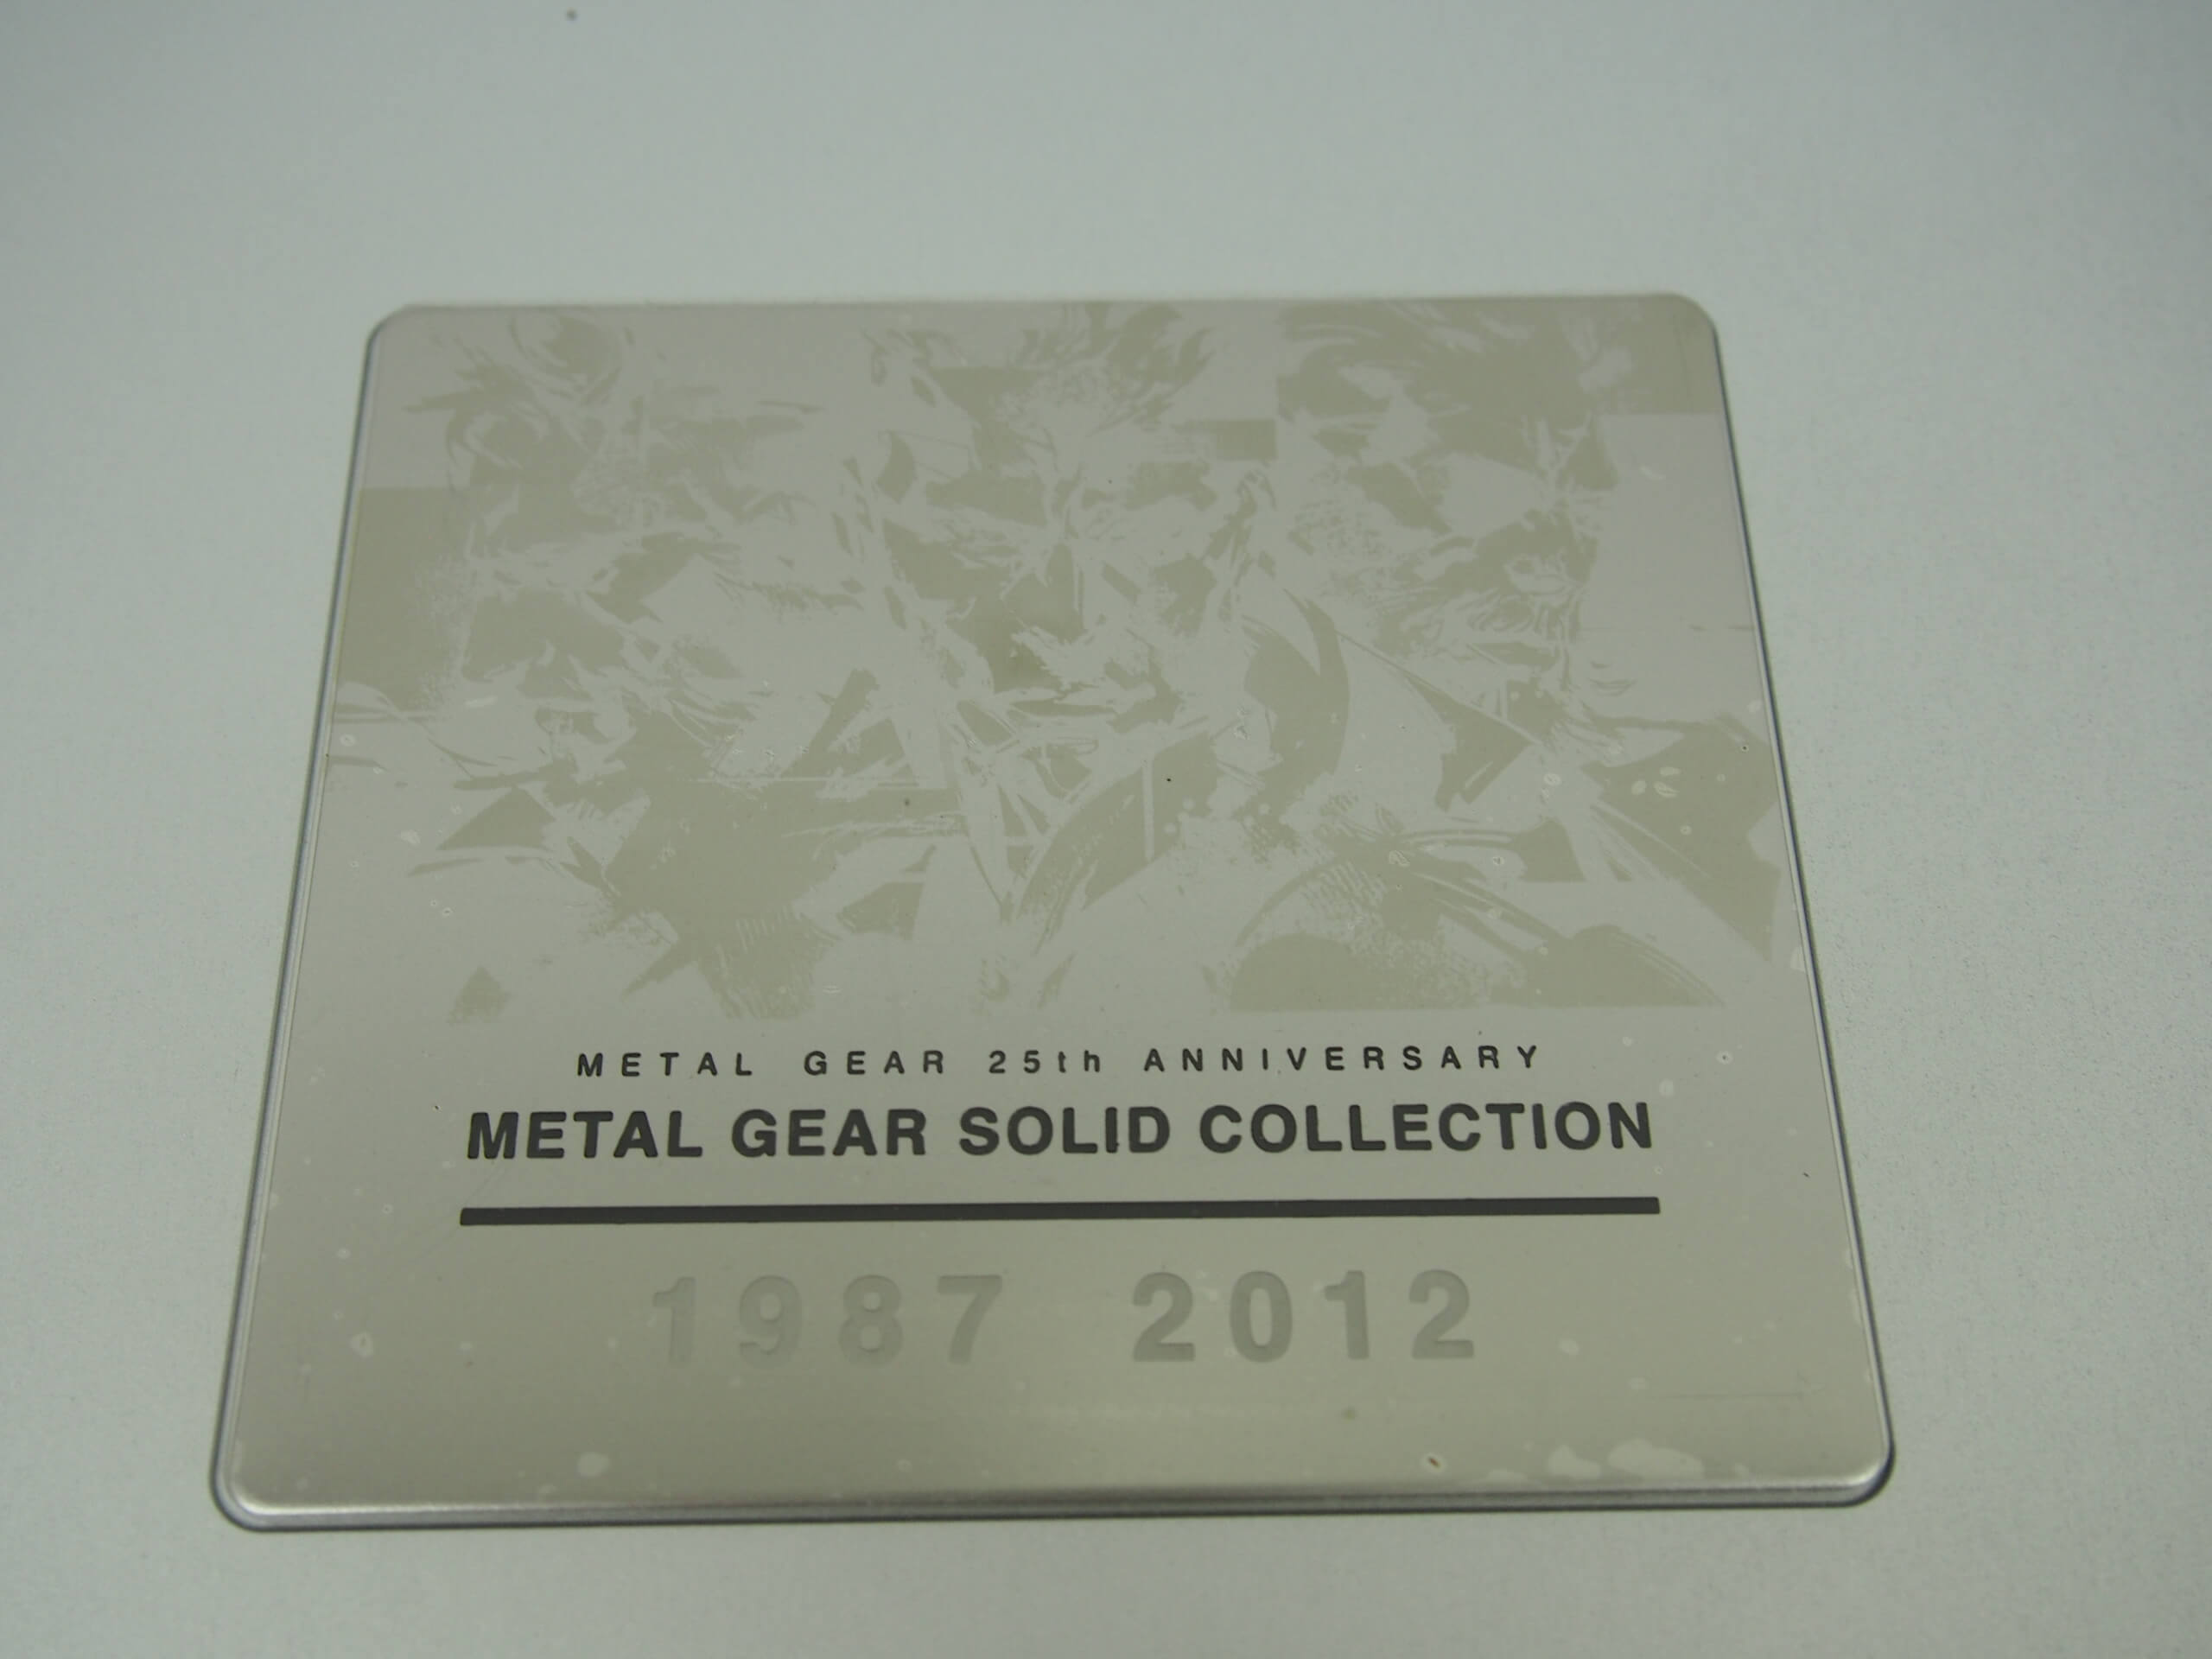 METAL GEAR 25th ANNIVERSARY
METAL GEAR SOLID COLLECTION
1987 2012